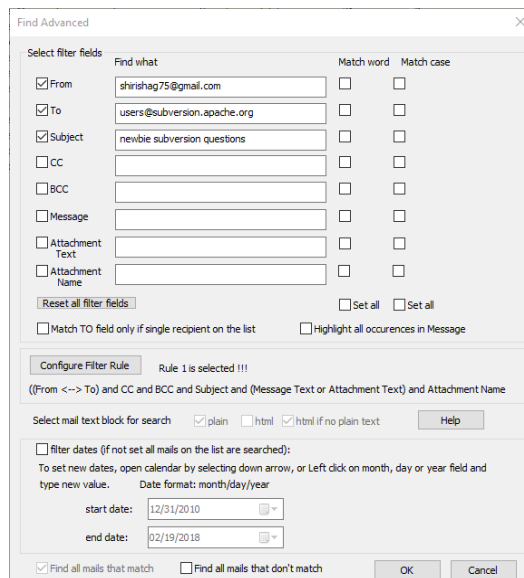 Find Advanced
Select filter fields
Find what Match word Match case
From shirishag75@gmail.com
To users@subversion.apache.org
Subject newbie subversion questions
CC
BCC
Message
Attachment
Text
Attachment
Name
Reset all filter fields Set all Set all
Match TO field only if single recipient on the list Highlight all occurences in Message
Configure Filter Rule Rule 1 is selected !!!
((From <--> To) and CC and BCC and Subject and (Message Text or Attachment Text) and Attachment Name
Select mail text block for search plain html html if no plain text Help
filter dates (if not set all mails on the list are searched):
To set new dates, open calendar by selecting down arrow, or Left click on month, day or year field and
type new value. Date format: month/day/year
start date: 12/31/2010
end date: 02/19/2018
Find all mails that match Find all mails that don't match OK Cancel